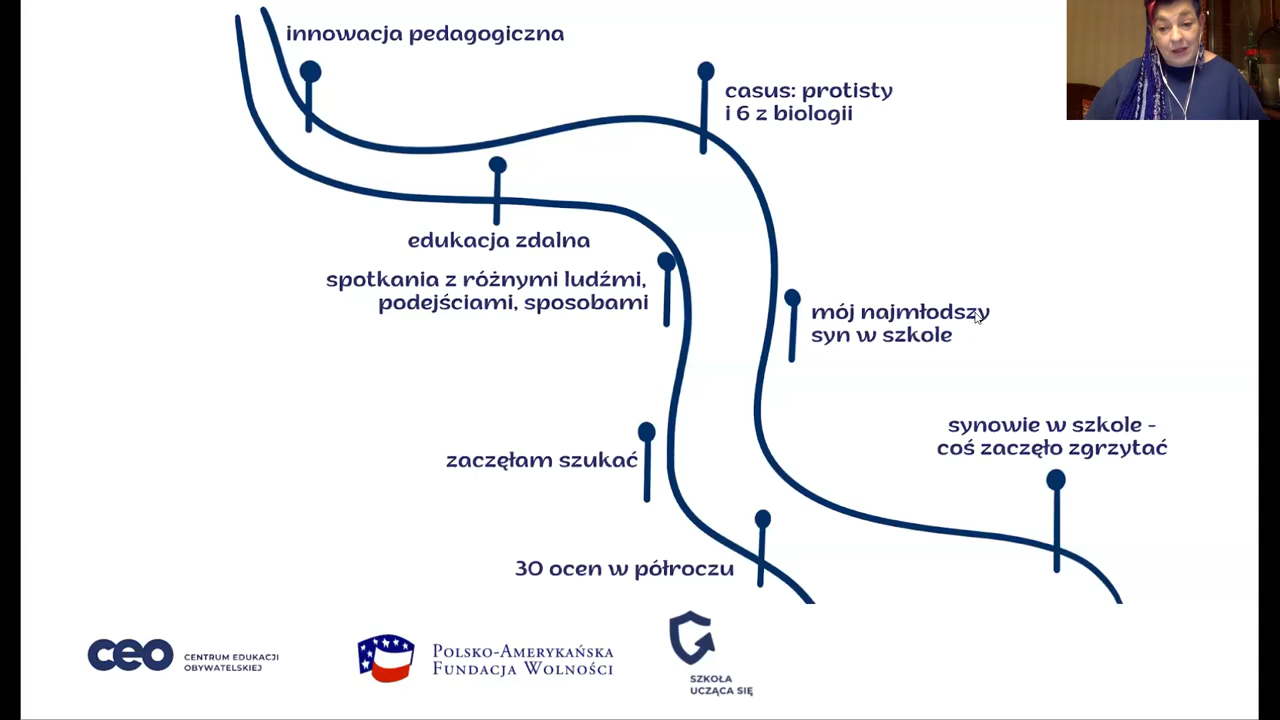 innowacja pedagogiczna
casus: protisty
i 6 z biologii
edukacja zdalna
spotkania z różnymi ludźmi,
podejściami, sposobami
mój najmłodszy
syn w szkole
synowie w szkole -
coś zaczęło zgrzytać
zaczęłam szukać
30 ocen w półroczu
ceo
CENTRUM EDUKACJI
OBYWATELSKIEJ
POLSKO-AMERYKAŃSKA
FUNDACJA WOLNOŚCI
SZKOŁA
UCZĄCA SIĘ